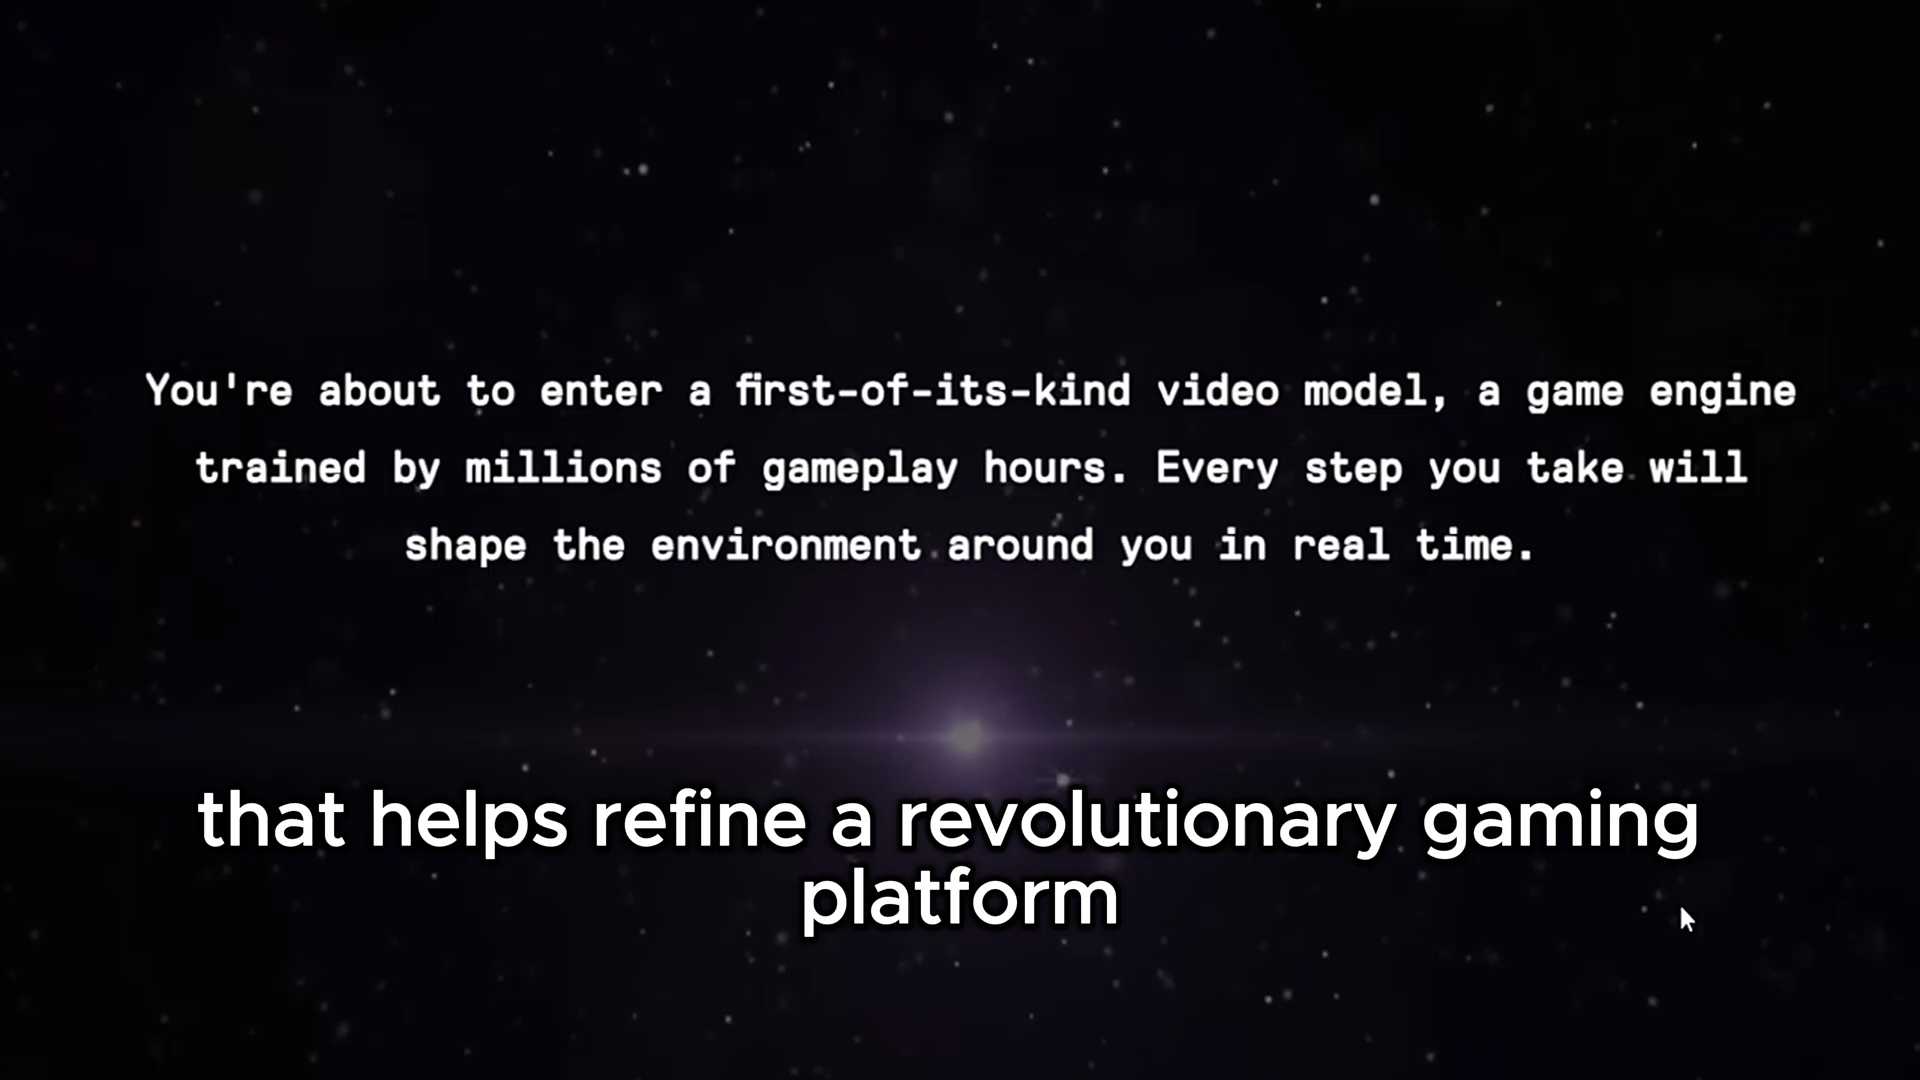 You're about to enter a first-of-its-kind video model, a game engine
trained by millions of gameplay hours. Every step you take will
shape the environment around you in real time.
that helps refine a revolutionary gaming
platform